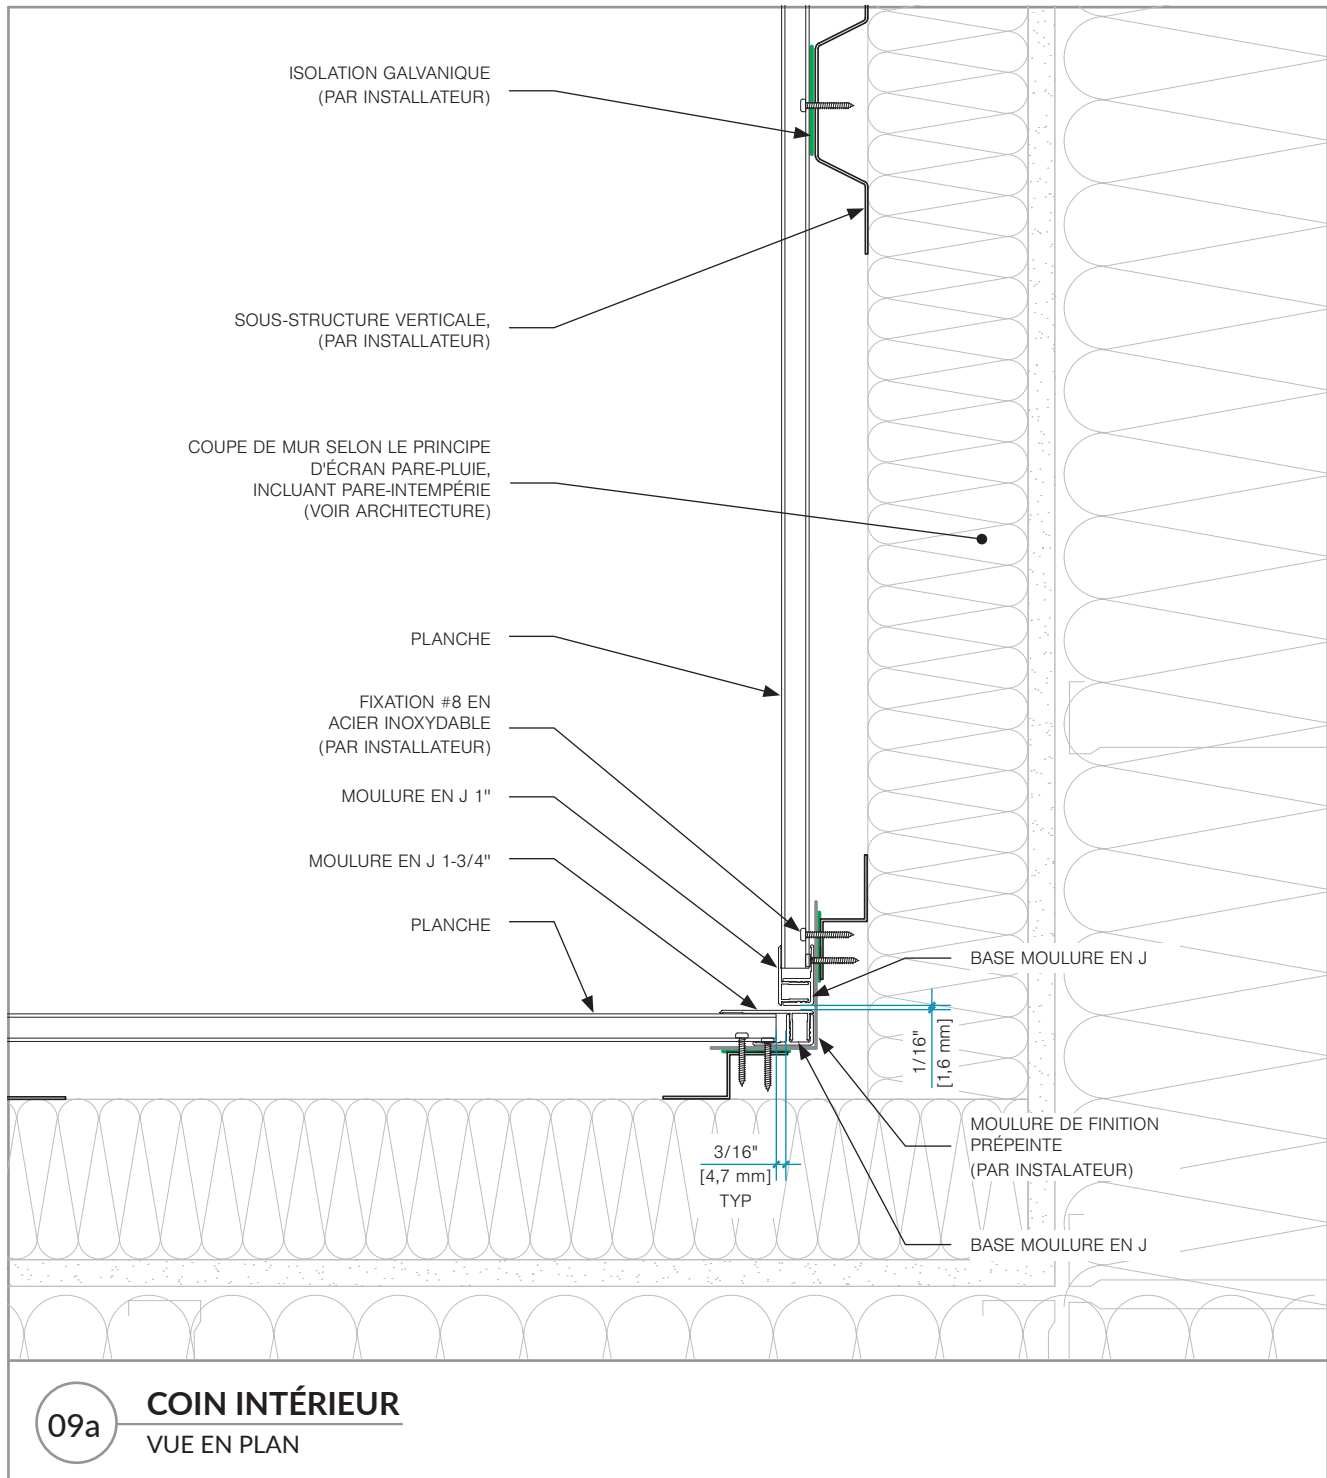 ISOLATION GALVANIQUE
(PAR INSTALLATEUR)
SOUS-STRUCTURE VERTICALE,
(PAR INSTALLATEUR)
COUPE DE MUR SELON LE PRINCIPE
D'ÉCRAN PARE-PLUIE,
INCLUANT PARE-INTEMPÉRIE
(VOIR ARCHITECTURE)
PLANCHE
FIXATION #8 EN
ACIER INOXYDABLE
(PAR INSTALLATEUR)
MOULURE EN J 1"
MOULURE EN J 1-3/4"
PLANCHE
BASE MOULURE EN J
1/16"
[1,6 mm]
MOULURE DE FINITION
PRÉPEINTE
(PAR INSTALATEUR)
3/16"
[4,7 mm]
TYP
BASE MOULURE EN J
09a
COIN INTÉRIEUR
VUE EN PLAN